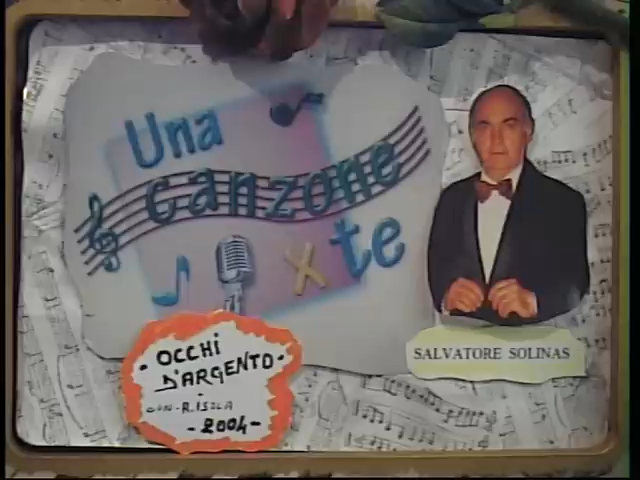 Una
canzone
x te
OCCHI
D'ARGENTO
CON-R.ISOLA
-2004-
SALVATORE SOLINAS